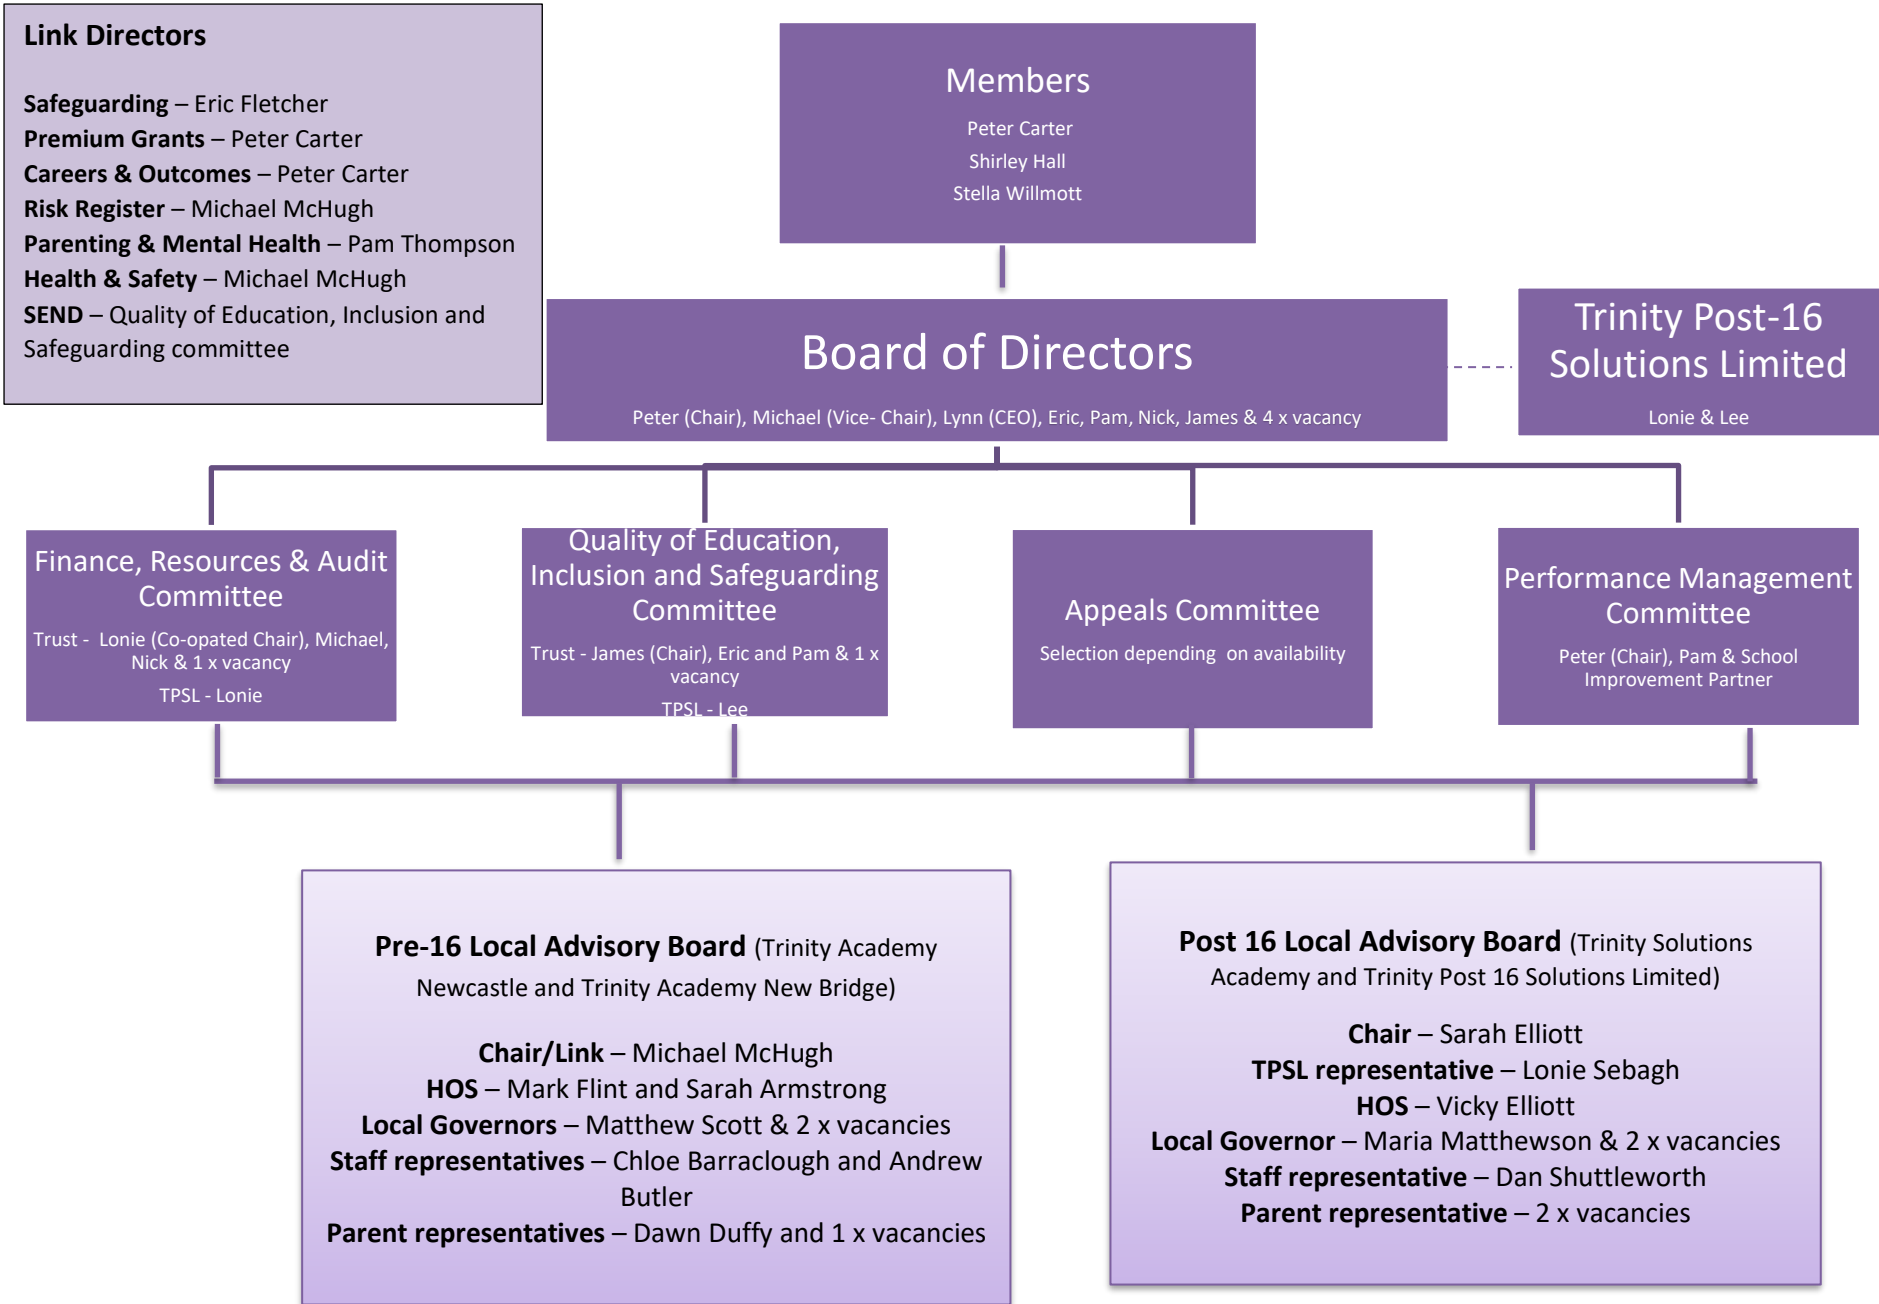 Link Directors
Safeguarding – Eric Fletcher
Premium Grants – Peter Carter
Careers & Outcomes – Peter Carter
Risk Register – Michael McHugh
Parenting & Mental Health – Pam Thompson
Health & Safety – Michael McHugh
SEND – Quality of Education, Inclusion and
Safeguarding committee
Members
Peter Carter
Shirley Hall
Stella Willmott
Board of Directors
Peter (Chair), Michael (Vice- Chair), Lynn (CEO), Eric, Pam, Nick, James & 4 x vacancy
Trinity Post-16
Solutions Limited
Lonie & Lee
Finance, Resources & Audit
Committee
Trust - Lonie (Co-opated Chair), Michael,
Nick & 1 x vacancy
TPSL - Lonie
Quality of Education,
Inclusion and Safeguarding
Committee
Trust - James (Chair), Eric and Pam & 1 x
vacancy
TPSL - Lee
Appeals Committee
Selection depending on availability
Performance Management
Committee
Peter (Chair), Pam & School
Improvement Partner
Pre-16 Local Advisory Board (Trinity Academy
Newcastle and Trinity Academy New Bridge)
Chair/Link – Michael McHugh
HOS – Mark Flint and Sarah Armstrong
Local Governors – Matthew Scott & 2 x vacancies
Staff representatives – Chloe Barraclough and Andrew
Butler
Parent representatives – Dawn Duffy and 1 x vacancies
Post 16 Local Advisory Board (Trinity Solutions
Academy and Trinity Post 16 Solutions Limited)
Chair – Sarah Elliott
TPSL representative – Lonie Sebagh
HOS – Vicky Elliott
Local Governor – Maria Matthewson & 2 x vacancies
Staff representative – Dan Shuttleworth
Parent representative – 2 x vacancies